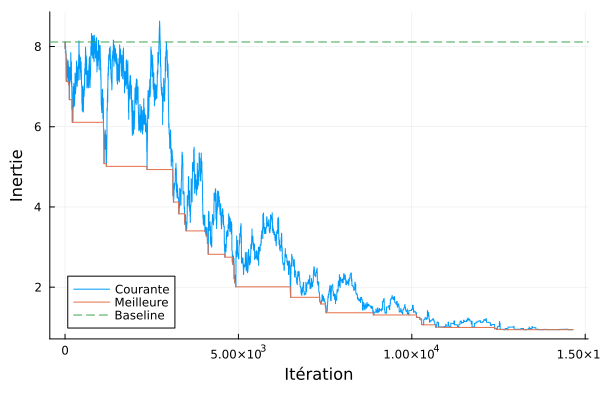 Inertie
8
6
4
2
Courante
Meilleure
Baseline
0
5.00×10³
1.00×10⁴
1.50×1
Itération